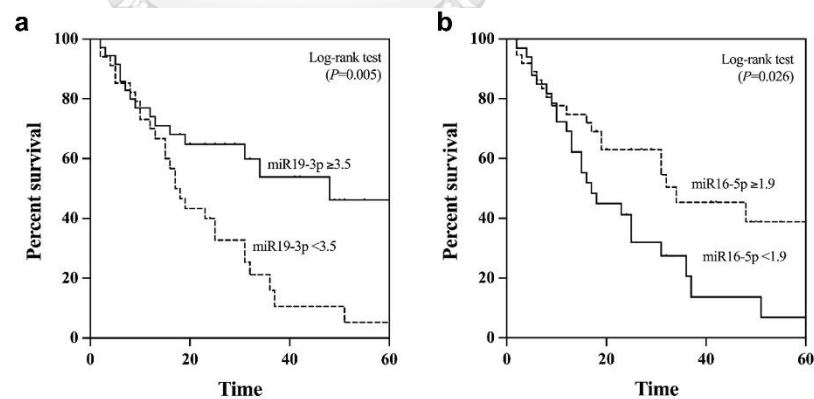 a
Log-rank test
(P=0.005)
Percent survival
100
80
60
40
20
0
miR19-3p ≥3.5
miR19-3p <3.5
0 20 40 60
Time
b
Log-rank test
(P=0.026)
Percent survival
100
80
60
40
20
0
miR16-5p ≥1.9
miR16-5p <1.9
0 20 40 60
Time